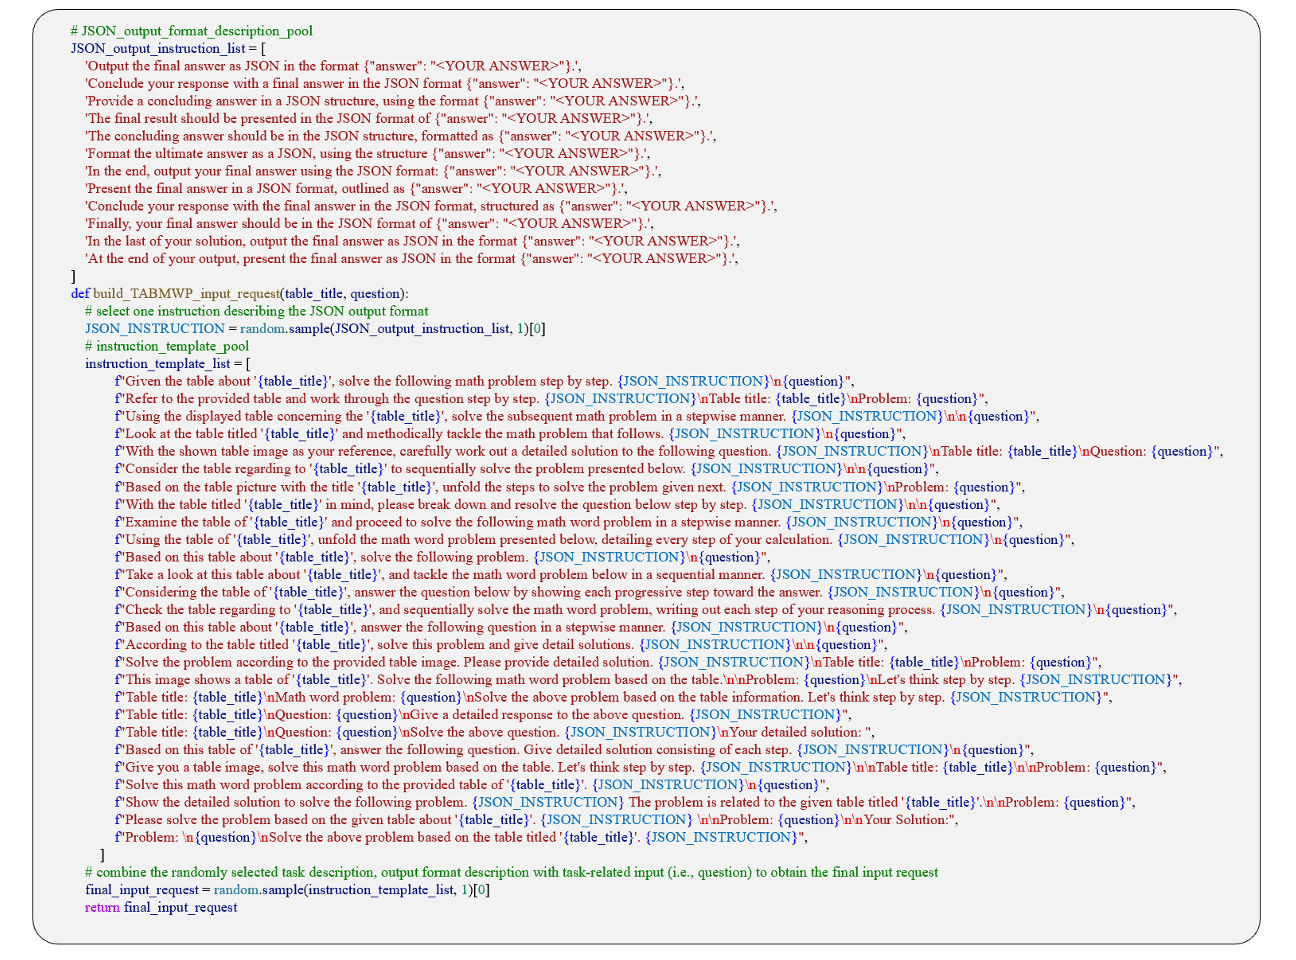 # JSON_output_format_description_pool
JSON_output_instruction_list = [
'Output the final answer as JSON in the format {"answer": "<YOUR ANSWER>"}.',
'Conclude your response with a final answer in the JSON format {"answer": "<YOUR ANSWER>"}.',
'Provide a concluding answer in a JSON structure, using the format {"answer": "<YOUR ANSWER>"}.',
'The final result should be presented in the JSON format of {"answer": "<YOUR ANSWER>"}.',
'The concluding answer should be in the JSON structure, formatted as {"answer": "<YOUR ANSWER>"}.',
'Format the ultimate answer as a JSON, using the structure {"answer": "<YOUR ANSWER>"}.',
'In the end, output your final answer using the JSON format: {"answer": "<YOUR ANSWER>"}.',
'Present the final answer in a JSON format, outlined as {"answer": "<YOUR ANSWER>"}.',
'Conclude your response with the final answer in the JSON format, structured as {"answer": "<YOUR ANSWER>"}.',
'Finally, your final answer should be in the JSON format of {"answer": "<YOUR ANSWER>"}.',
'In the last of your solution, output the final answer as JSON in the format {"answer": "<YOUR ANSWER>"}.',
'At the end of your output, present the final answer as JSON in the format {"answer": "<YOUR ANSWER>"}.',
]
def build_TABMWP_input_request(table_title, question):
# select one instruction describing the JSON output format
JSON_INSTRUCTION = random.sample(JSON_output_instruction_list, 1)[0]
# instruction_template_pool
instruction_template_list = [
f"Given the table about '{table_title}', solve the following math problem step by step. {JSON_INSTRUCTION}\n{question}",
f"Refer to the provided table and work through the question step by step. {JSON_INSTRUCTION}\nTable title: {table_title}\nProblem: {question}",
f"Using the displayed table concerning the '{table_title}', solve the subsequent math problem in a stepwise manner. {JSON_INSTRUCTION}\n\n{question}",
f"Look at the table titled '{table_title}' and methodically tackle the math problem that follows. {JSON_INSTRUCTION}\n{question}",
f"With the shown table image as your reference, carefully work out a detailed solution to the following question. {JSON_INSTRUCTION}\nTable title: {table_title}\nQuestion: {question}",
f"Consider the table regarding to '{table_title}' to sequentially solve the problem presented below. {JSON_INSTRUCTION}\n\n{question}",
f"Based on the table picture with the title '{table_title}', unfold the steps to solve the problem given next. {JSON_INSTRUCTION}\nProblem: {question}",
f"With the table titled '{table_title}' in mind, please break down and resolve the question below step by step. {JSON_INSTRUCTION}\n\n{question}",
f"Examine the table of '{table_title}' and proceed to solve the following math word problem in a stepwise manner. {JSON_INSTRUCTION}\n{question}",
f"Using the table of '{table_title}', unfold the math word problem presented below, detailing every step of your calculation. {JSON_INSTRUCTION}\n{question}",
f"Based on this table about '{table_title}', solve the following problem. {JSON_INSTRUCTION}\n{question}",
f"Take a look at this table about '{table_title}', and tackle the math word problem below in a sequential manner. {JSON_INSTRUCTION}\n{question}",
f"Considering the table of '{table_title}', answer the question below by showing each progressive step toward the answer. {JSON_INSTRUCTION}\n{question}",
f"Check the table regarding to '{table_title}', and sequentially solve the math word problem, writing out each step of your reasoning process. {JSON_INSTRUCTION}\n{question}",
f"Based on this table about '{table_title}', answer the following question in a stepwise manner. {JSON_INSTRUCTION}\n{question}",
f"According to the table titled '{table_title}', solve this problem and give detail solutions. {JSON_INSTRUCTION}\n\n{question}",
f"Solve the problem according to the provided table image. Please provide detailed solution. {JSON_INSTRUCTION}\nTable title: {table_title}\nProblem: {question}",
f"This image shows a table of '{table_title}'. Solve the following math word problem based on the table.\n\nProblem: {question}\nLet's think step by step. {JSON_INSTRUCTION}",
f"Table title: {table_title}\nMath word problem: {question}\nSolve the above problem based on the table information. Let's think step by step. {JSON_INSTRUCTION}",
f"Table title: {table_title}\nQuestion: {question}\nGive a detailed response to the above question. {JSON_INSTRUCTION}",
f"Table title: {table_title}\nQuestion: {question}\nSolve the above question. {JSON_INSTRUCTION}\nYour detailed solution: ",
f"Based on this table of '{table_title}', answer the following question. Give detailed solution consisting of each step. {JSON_INSTRUCTION}\n{question}",
f"Give you a table image, solve this math word problem based on the table. Let's think step by step. {JSON_INSTRUCTION}\n\nTable title: {table_title}\n\nProblem: {question}",
f"Solve this math word problem according to the provided table of '{table_title}'. {JSON_INSTRUCTION}\n{question}",
f"Show the detailed solution to solve the following problem. {JSON_INSTRUCTION} The problem is related to the given table titled '{table_title}'.\n\nProblem: {question}",
f"Please solve the problem based on the given table about '{table_title}'. {JSON_INSTRUCTION} \n\nProblem: {question}\n\nYour Solution:",
f"Problem: \n{question}\nSolve the above problem based on the table titled '{table_title}'. {JSON_INSTRUCTION}",
]
# combine the randomly selected task description, output format description with task-related input (i.e., question) to obtain the final input request
final_input_request = random.sample(instruction_template_list, 1)[0]
return final_input_request